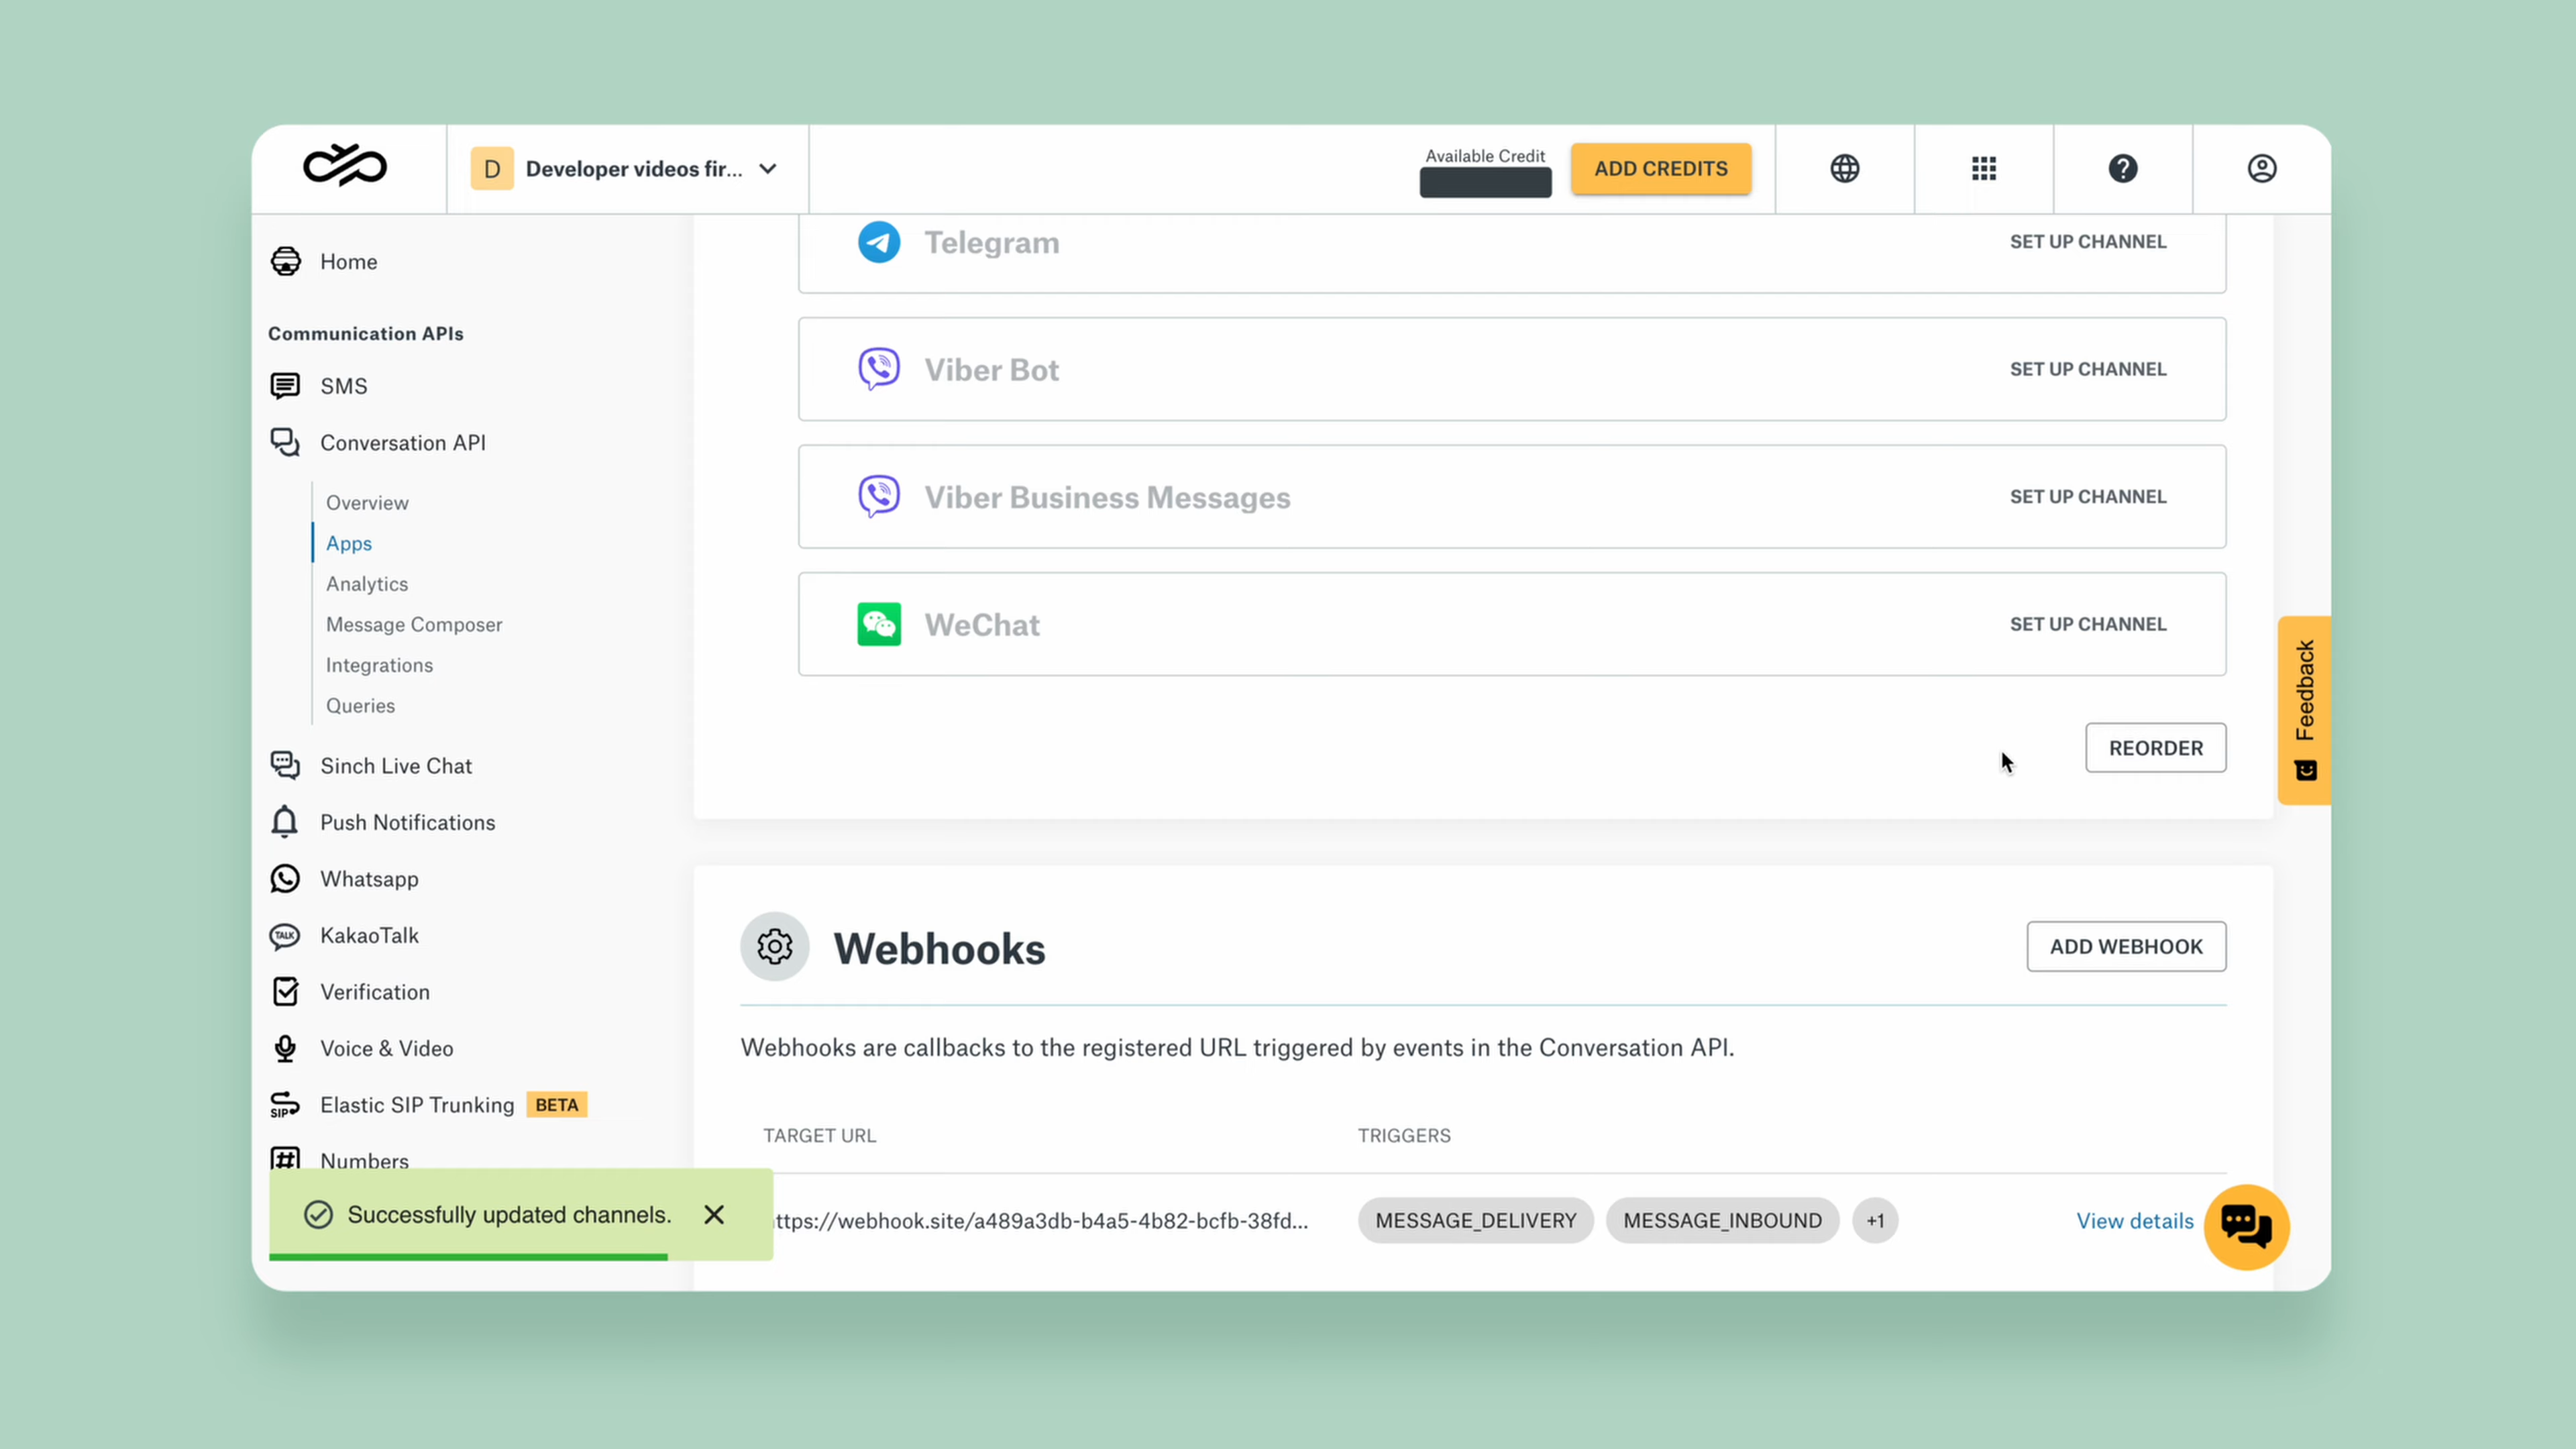 D Developer videos fir...
Available Credit
ADD CREDITS
Home
Communication APIs
SMS
Conversation API
Overview
Apps
Analytics
Message Composer
Integrations
Queries
Sinch Live Chat
Push Notifications
Whatsapp
TALK KakaoTalk
Verification
Voice & Video
SIP Elastic SIP Trunking BETA
Numbers
Successfully updated channels.
Telegram SET UP CHANNEL
Viber Bot SET UP CHANNEL
Viber Business Messages SET UP CHANNEL
WeChat SET UP CHANNEL
REORDER
Webhooks ADD WEBHOOK
Webhooks are callbacks to the registered URL triggered by events in the Conversation API.
TARGET URL TRIGGERS
ttps://webhook.site/a489a3db-b4a5-4b82-bcfb-38fd... MESSAGE_DELIVERY MESSAGE_INBOUND +1 View details
Feedback